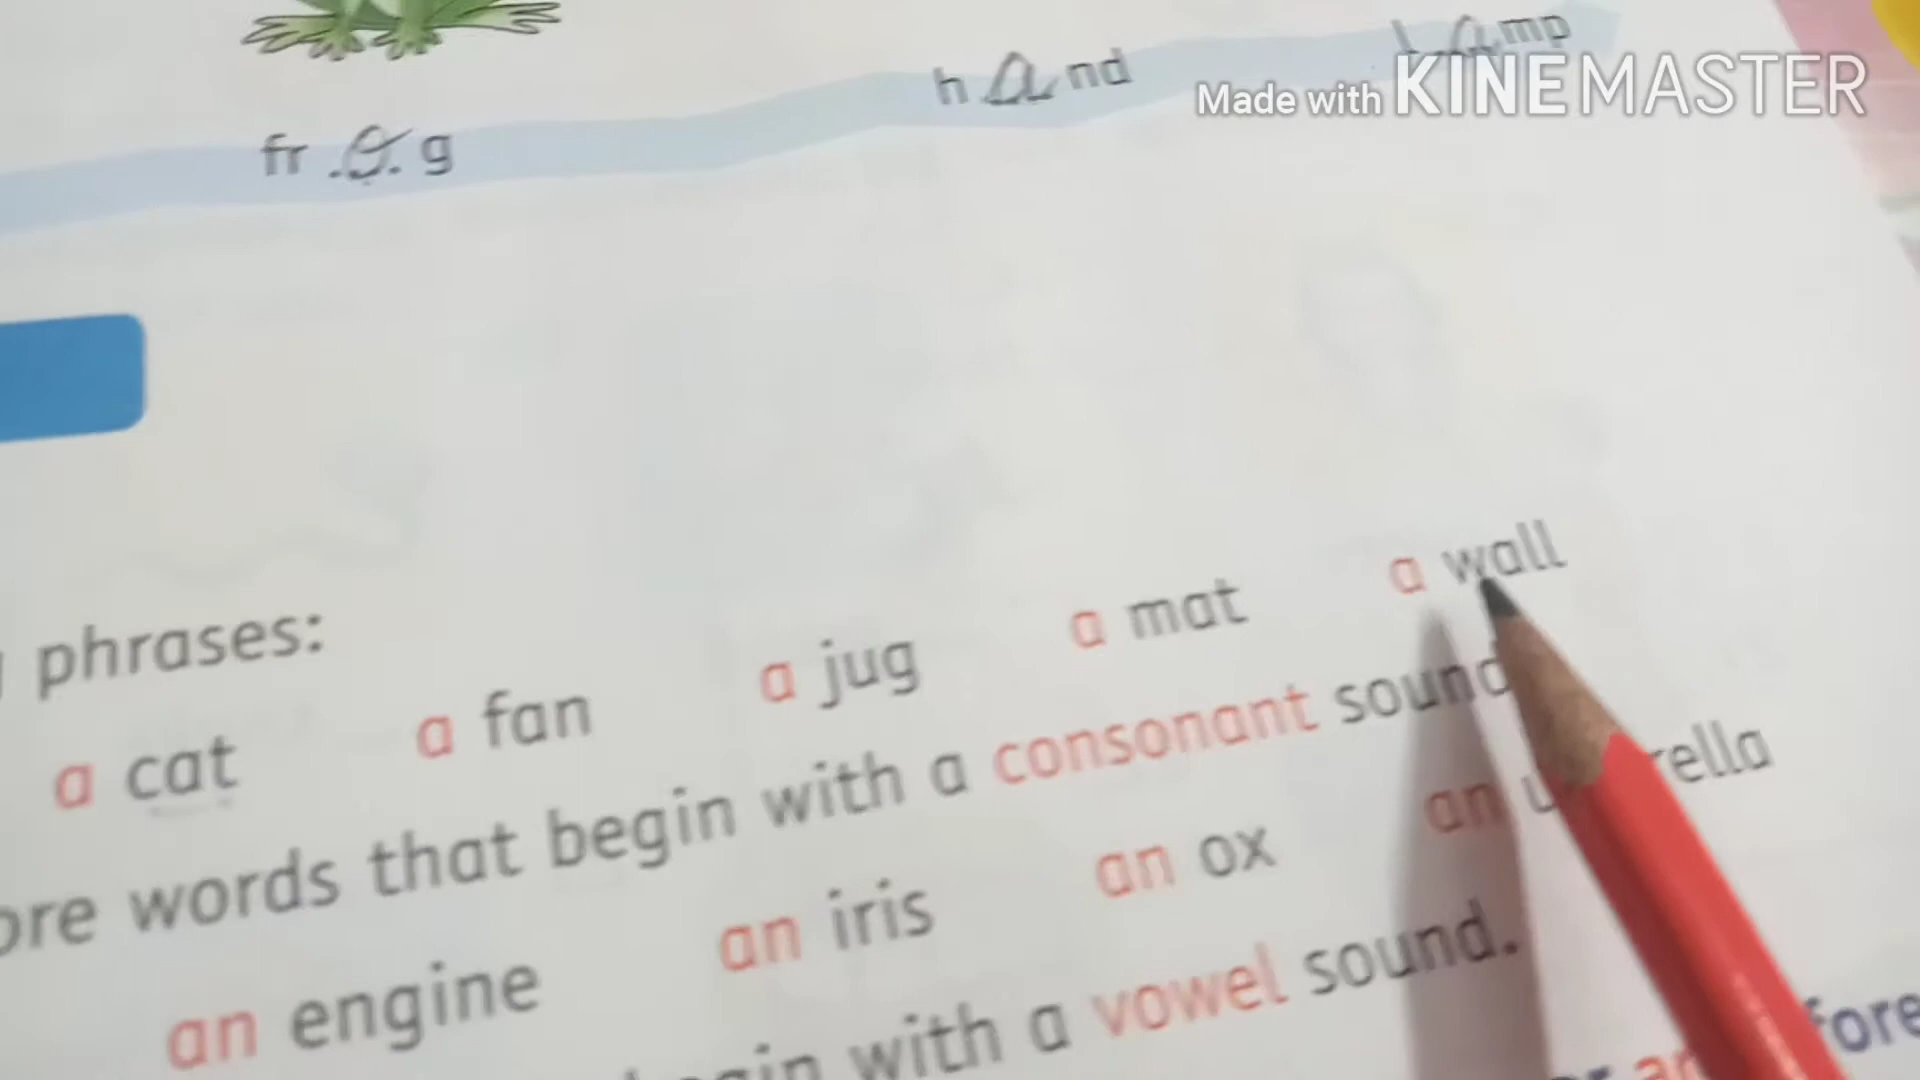 l a mp
h a nd
Made with KINEMASTER
fr .o. g
phrases:
a cat a fan a jug a mat a wall
words that begin with a consonant sound
an engine an iris an ox an
with a vowel sound.